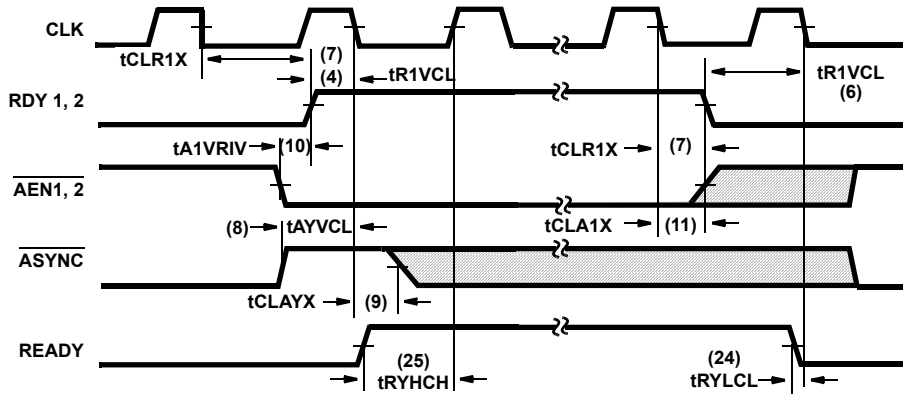 CLK
tCLR1X
(7)
(4)
tR1VCL
tR1VCL
(6)
RDY 1, 2
tA1VRIV
(10)
tCLR1X
(7)
AEN1, 2
(8)
tAYVCL
tCLA1X
(11)
ASYNC
tCLAYX
(9)
READY
(25)
tRYHCH
(24)
tRYLCL